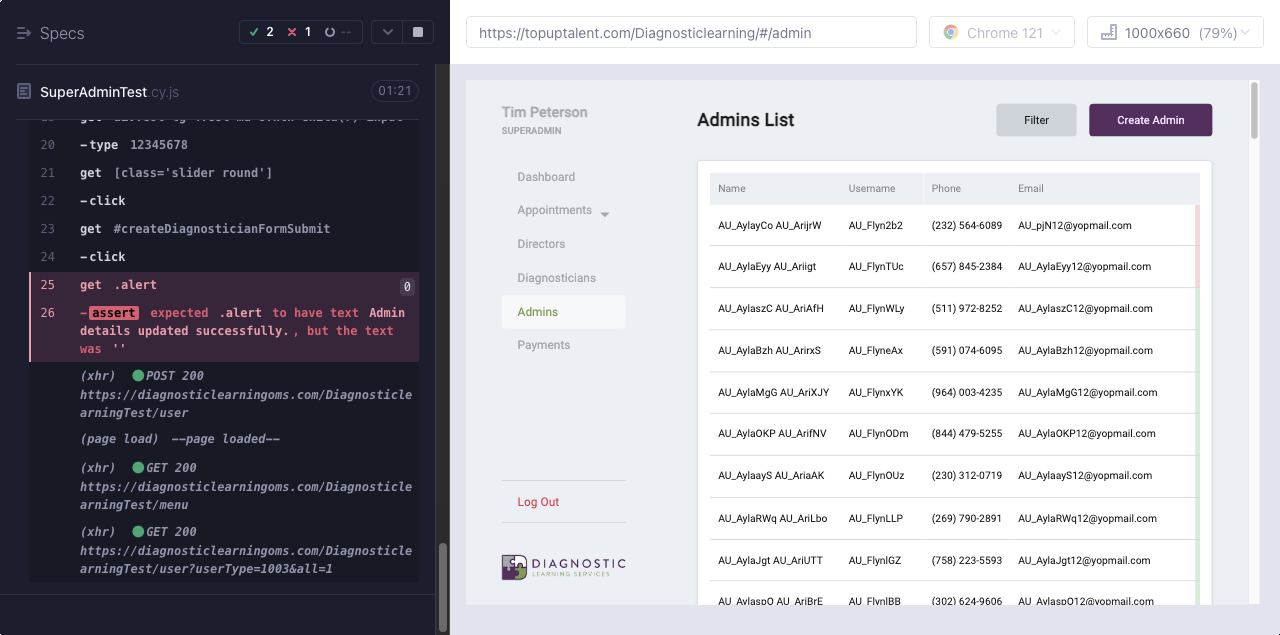 Specs
2
1
--
https://topuptalent.com/Diagnosticlearning/#/admin
Chrome 121
1000x660 (79%)
SuperAdminTest.cy.js
01:21
20 -type 12345678
21 get [class='slider round']
22 -click
23 get #createDiagnosticianFormSubmit
24 -click
25 get .alert 0
26 -assert expected .alert to have text Admin
details updated successfully. , but the text
was ''
(xhr) POST 200
https://diagnosticlearningoms.com/Diagnosticle
arningTest/user
(page load) --page loaded--
(xhr) GET 200
https://diagnosticlearningoms.com/Diagnosticle
arningTest/menu
(xhr) GET 200
https://diagnosticlearningoms.com/Diagnosticle
arningTest/user?userType=1003&all=1
Tim Peterson
SUPERADMIN
Dashboard
Appointments
Directors
Diagnosticians
Admins
Payments
Log Out
DIAGNOSTIC
LEARNING SERVICES
Admins List
Filter
Create Admin
Name Username Phone Email
AU_AylayCo AU_ArijrW AU_Flyn2b2 (232) 564-6089 AU_pjN12@yopmail.com
AU_AylaEyy AU_Ariigt AU_FlynTUc (657) 845-2384 AU_AylaEyy12@yopmail.com
AU_AylaszC AU_AriAfH AU_FlynWLy (511) 972-8252 AU_AylaszC12@yopmail.com
AU_AylaBzh AU_ArirxS AU_FlyneAx (591) 074-6095 AU_AylaBzh12@yopmail.com
AU_AylaMgG AU_AriXJY AU_FlynxYK (964) 003-4235 AU_AylaMgG12@yopmail.com
AU_AylaOKP AU_ArifNV AU_FlynODm (844) 479-5255 AU_AylaOKP12@yopmail.com
AU_AylaayS AU_AriaAK AU_FlynOUz (230) 312-0719 AU_AylaayS12@yopmail.com
AU_AylaRWq AU_AriLbo AU_FlynLLP (269) 790-2891 AU_AylaRWq12@yopmail.com
AU_AylaJgt AU_AriUTT AU_FlynlGZ (758) 223-5593 AU_AylaJgt12@yopmail.com
AU_AylaspO AU_AriBrE AU_FlynlBB (302) 624-9606 AU_AylaspO12@yopmail.com